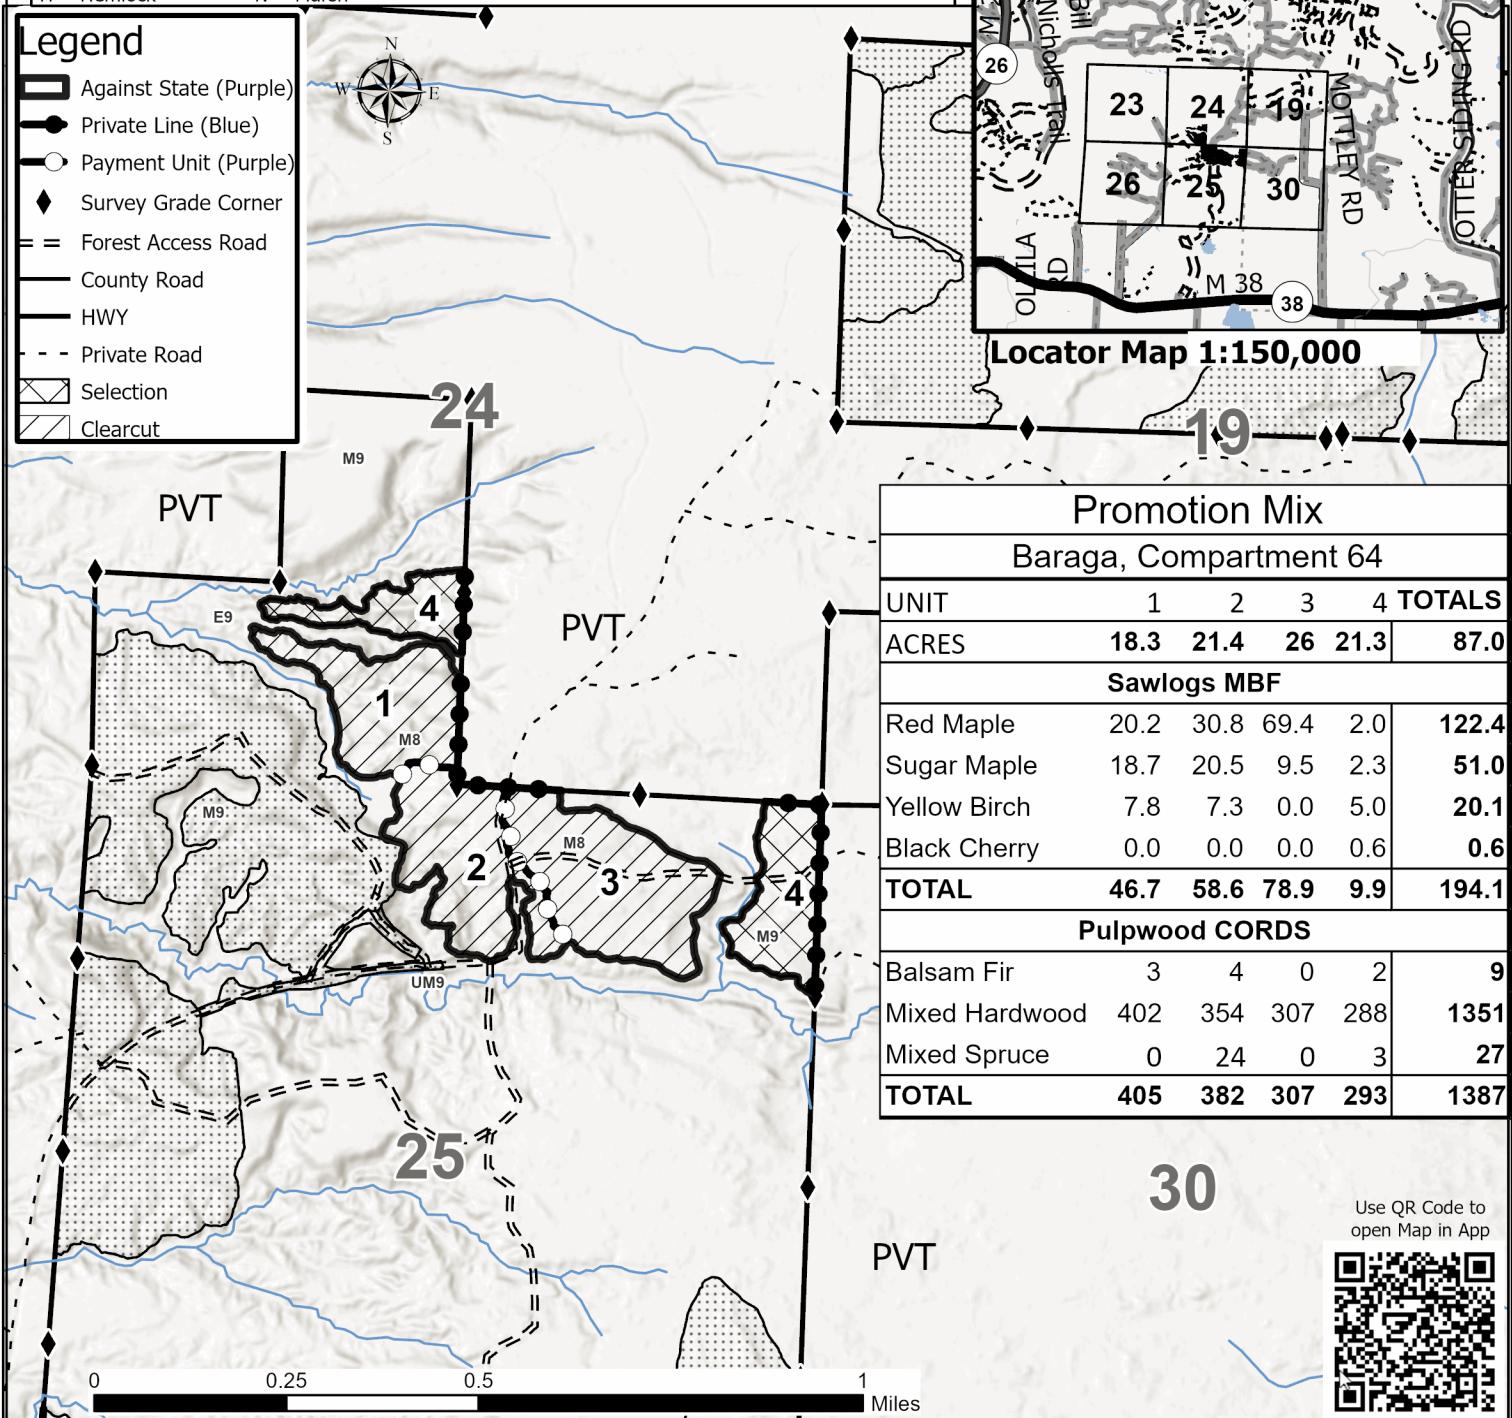 Legend
Against State (Purple)
Private Line (Blue)
Payment Unit (Purple)
Survey Grade Corner
Forest Access Road
County Road
HWY
Private Road
Selection
Clearcut
N
W E
S
26
Nicholls Trail
Bill
23 24 19
26 25 30
MOTTLEY RD
OTTER SIDING RD
RD
M 38
38
Locator Map 1:150,000
24
19
M9
PVT
E9
4
PVT
1
M8
M9
2
M8
3
4
M9
UM9
25
30
PVT
Promotion Mix
Baraga, Compartment 64
UNIT 1 2 3 4 TOTALS
ACRES 18.3 21.4 26 21.3 87.0
Sawlogs MBF
Red Maple 20.2 30.8 69.4 2.0 122.4
Sugar Maple 18.7 20.5 9.5 2.3 51.0
Yellow Birch 7.8 7.3 0.0 5.0 20.1
Black Cherry 0.0 0.0 0.0 0.6 0.6
TOTAL 46.7 58.6 78.9 9.9 194.1
Pulpwood CORDS
Balsam Fir 3 4 0 2 9
Mixed Hardwood 402 354 307 288 1351
Mixed Spruce 0 24 0 3 27
TOTAL 405 382 307 293 1387
Use QR Code to
open Map in App
0 0.25 0.5 1
Miles